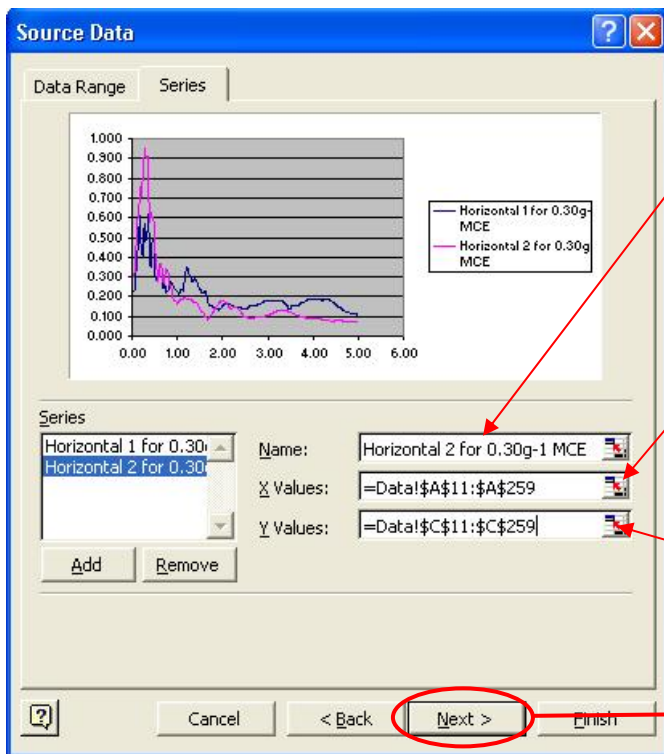 Source Data
Data Range Series
1.000
0.900
0.800
0.700
0.600
0.500
0.400
0.300
0.200
0.100
0.000
0.00 1.00 2.00 3.00 4.00 5.00 6.00
Horizontal 1 for 0.30g-
MCE
Horizontal 2 for 0.30g
MCE
Series
Horizontal 1 for 0.30
Horizontal 2 for 0.30
Add Remove
Name: Horizontal 2 for 0.30g-1 MCE
X Values: =Data!$A$11:$A$259
Y Values: =Data!$C$11:$C$259
Cancel < Back Next > Finish